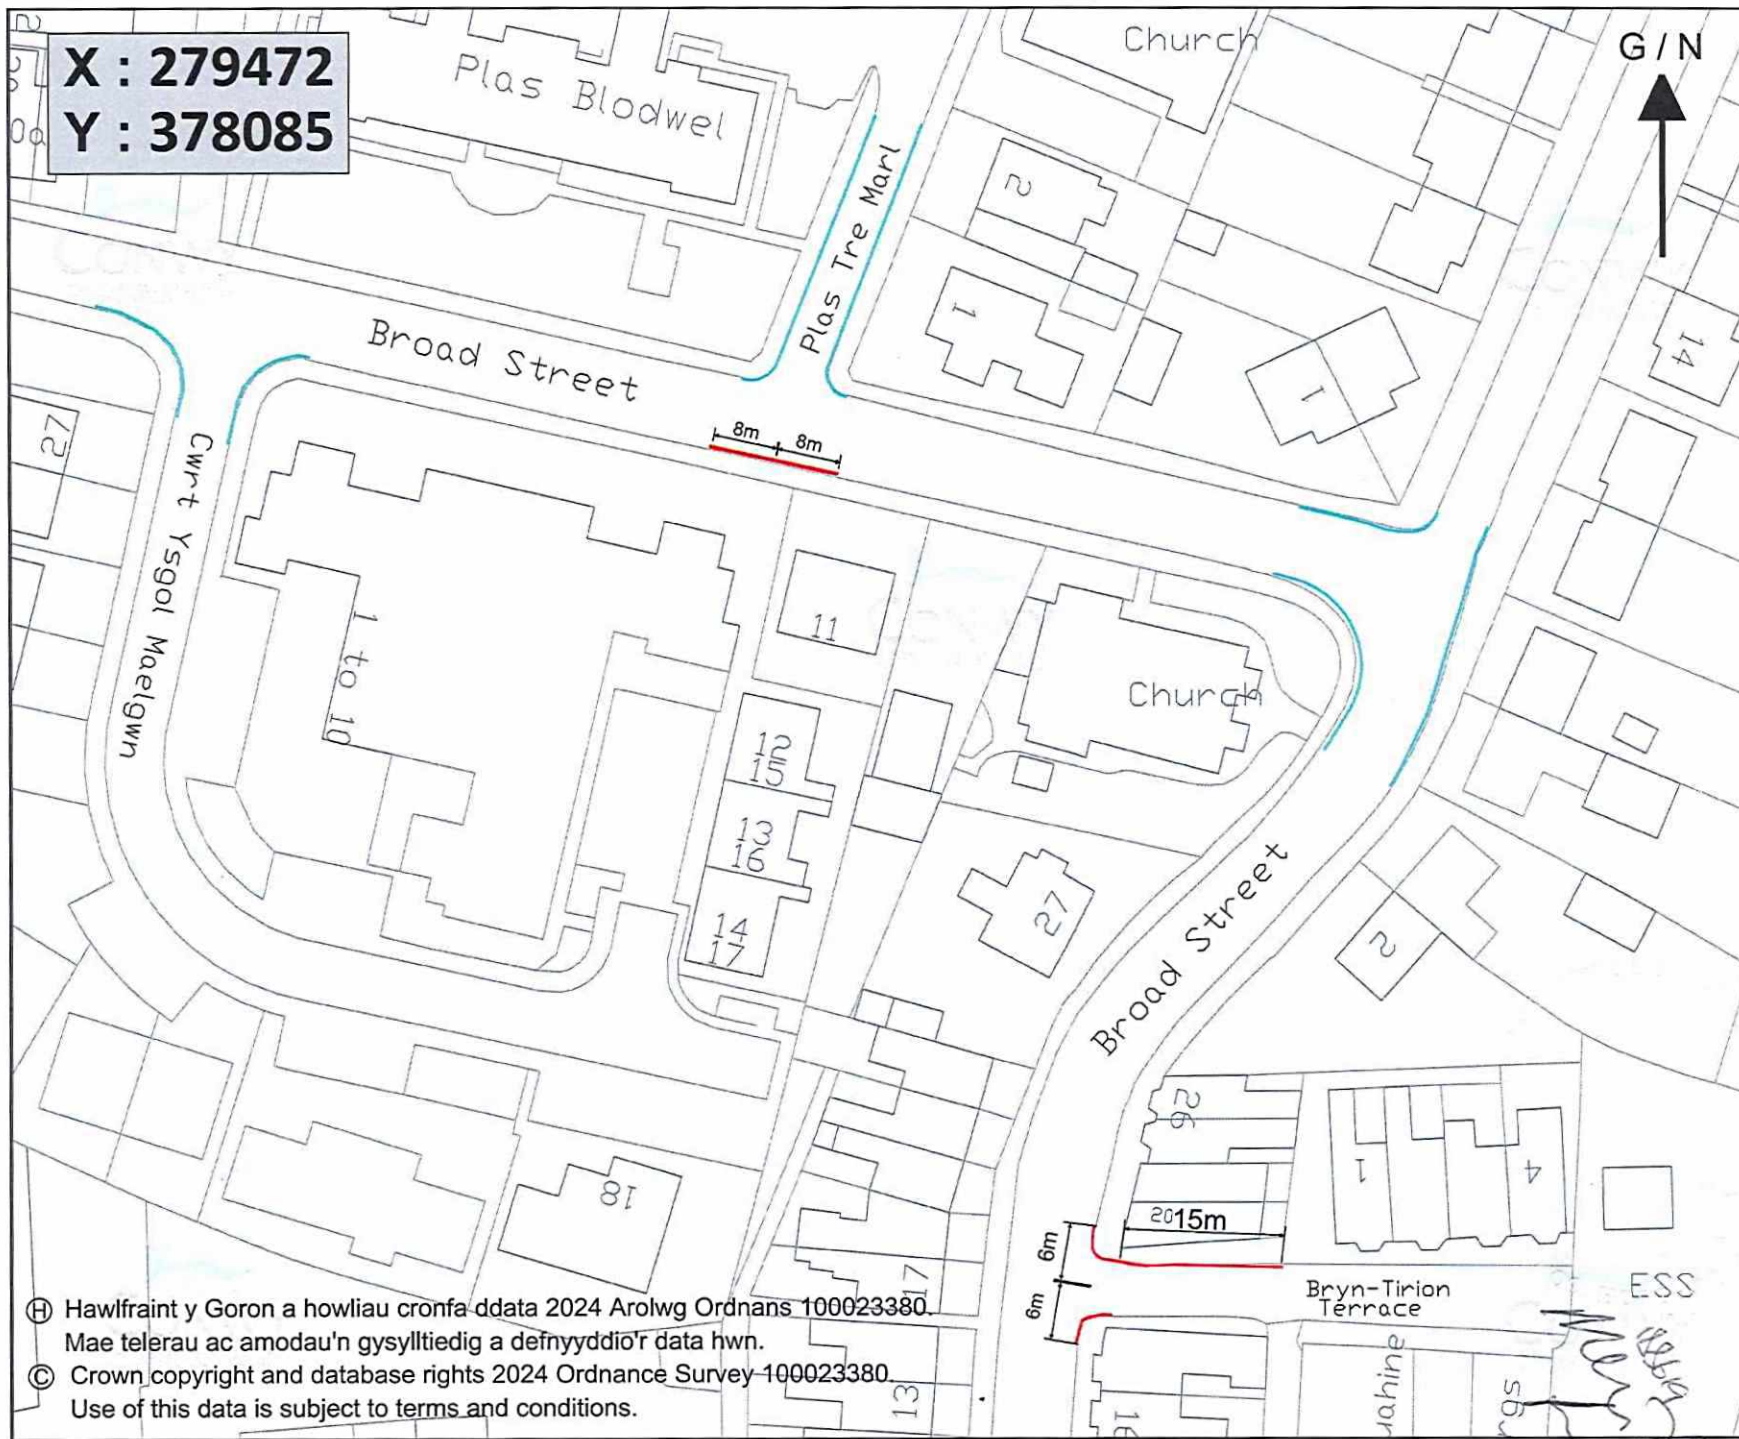 X : 279472
Y : 378085
G / N
Church
Plas Blodwel
Plas Tre Marl
2
1
1
14
Broad Street
8m
8m
27
Cwrt Ysgol Maelgwn
1 to 10
11
Church
12
15
13
16
14
17
27
2
Broad Street
26
1
4
18
20
15m
6m
6m
17
Bryn-Tirion
Terrace
ESS
13
16
Ⓗ Hawlfraint y Goron a howliau cronfa ddata 2024 Arolwg Ordnans 100023380.
Mae telerau ac amodau'n gysylltiedig a defnyyddio'r data hwn.
© Crown copyright and database rights 2024 Ordnance Survey 100023380.
Use of this data is subject to terms and conditions.